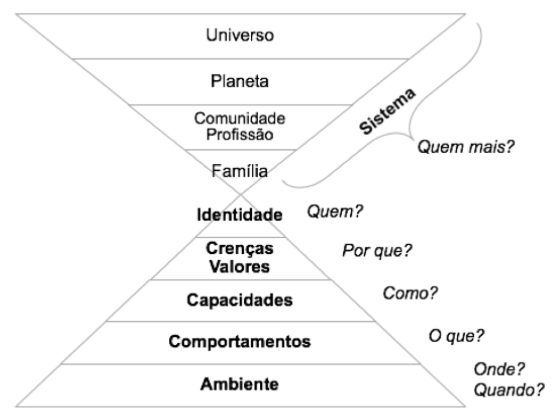 Universo
Planeta
Comunidade
Profissão
Sistema
Quem mais?
Família
Identidade
Quem?
Crenças
Valores
Por que?
Capacidades
Como?
Comportamentos
O que?
Ambiente
Onde?
Quando?